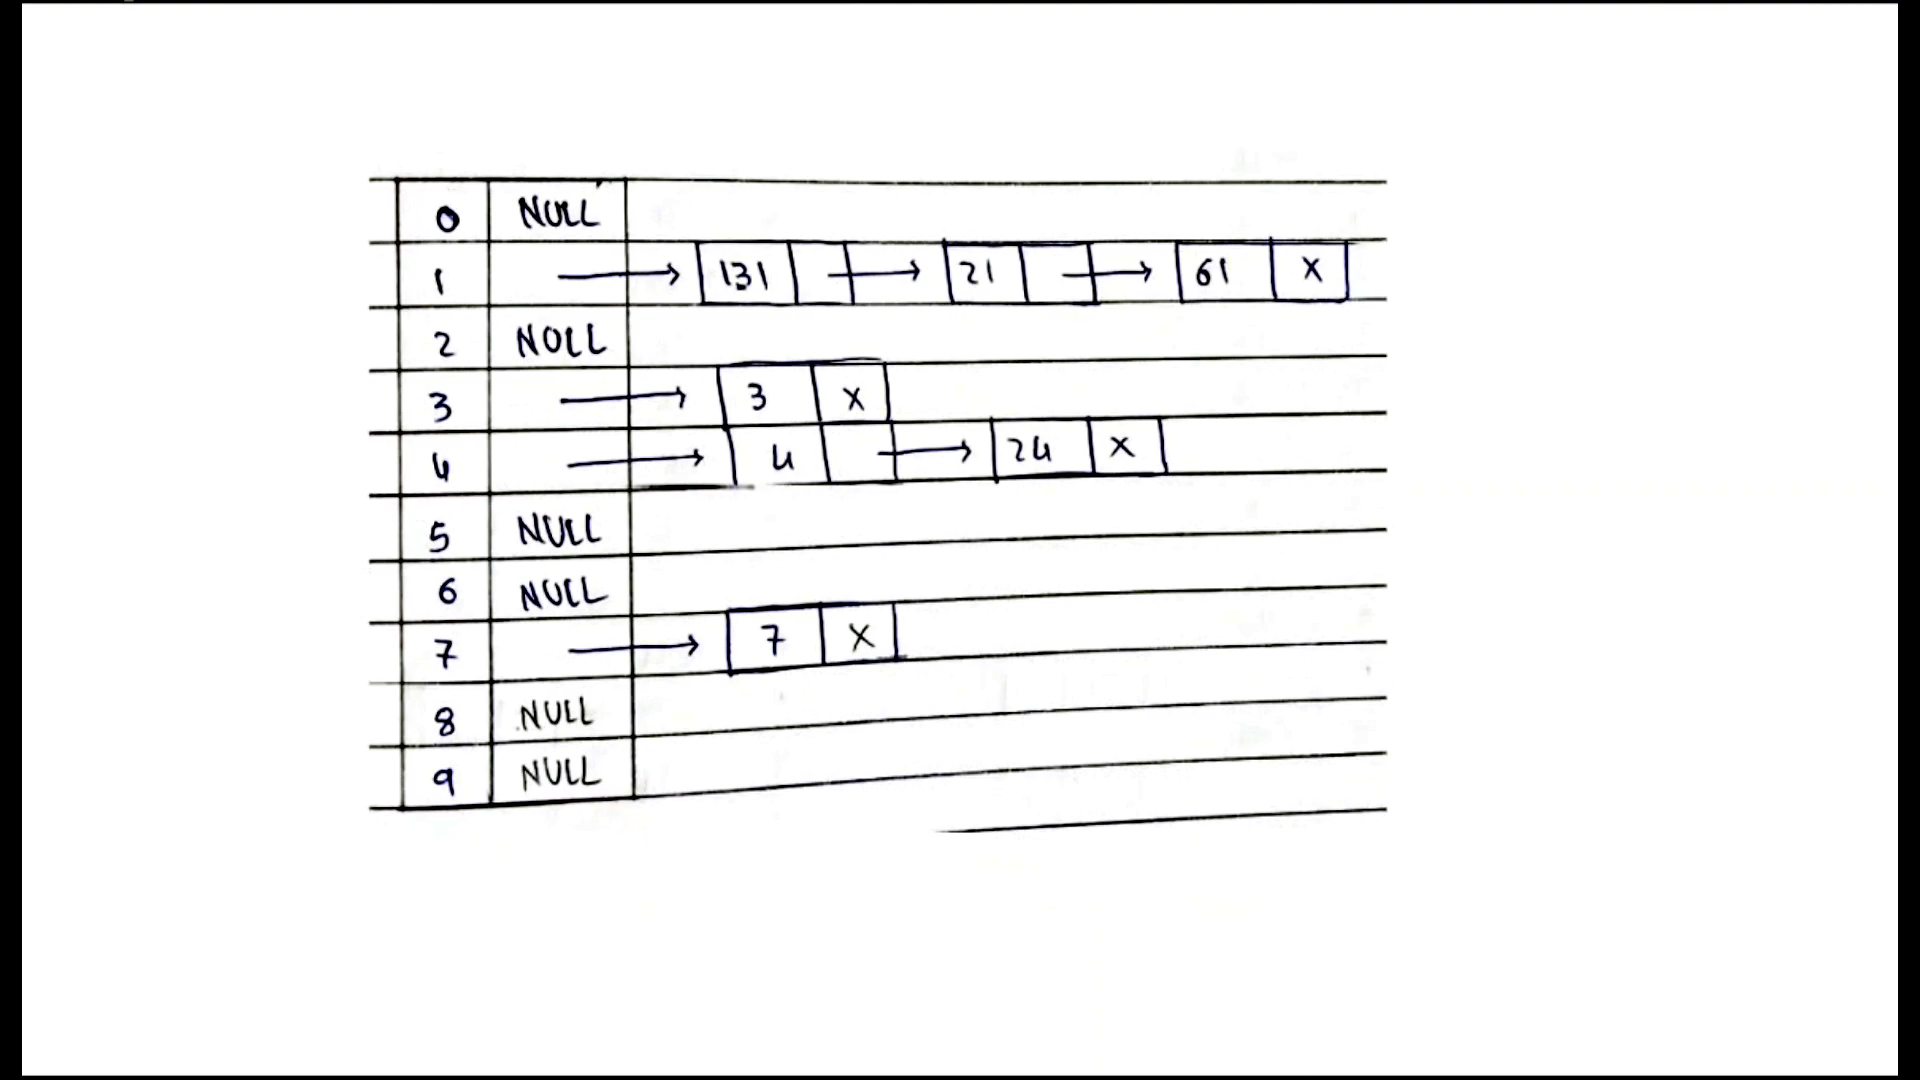 0 NULL
1 → 131 → 21 → 61 X
2 NULL
3 → 3 X
4 → 4 → 24 X
5 NULL
6 NULL
7 → 7 X
8 NULL
9 NULL